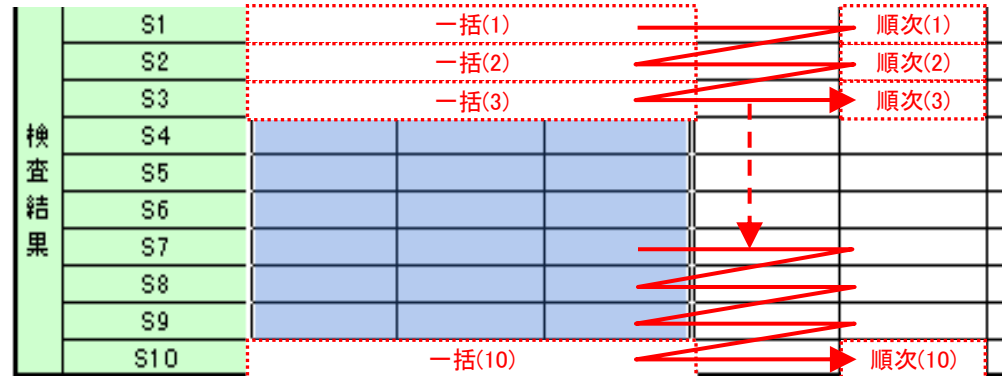 S1 一括(1) 順次(1)
S2 一括(2) 順次(2)
S3 一括(3) 順次(3)
S4
S5
S6
S7
S8
S9
S10 一括(10) 順次(10)
検査結果